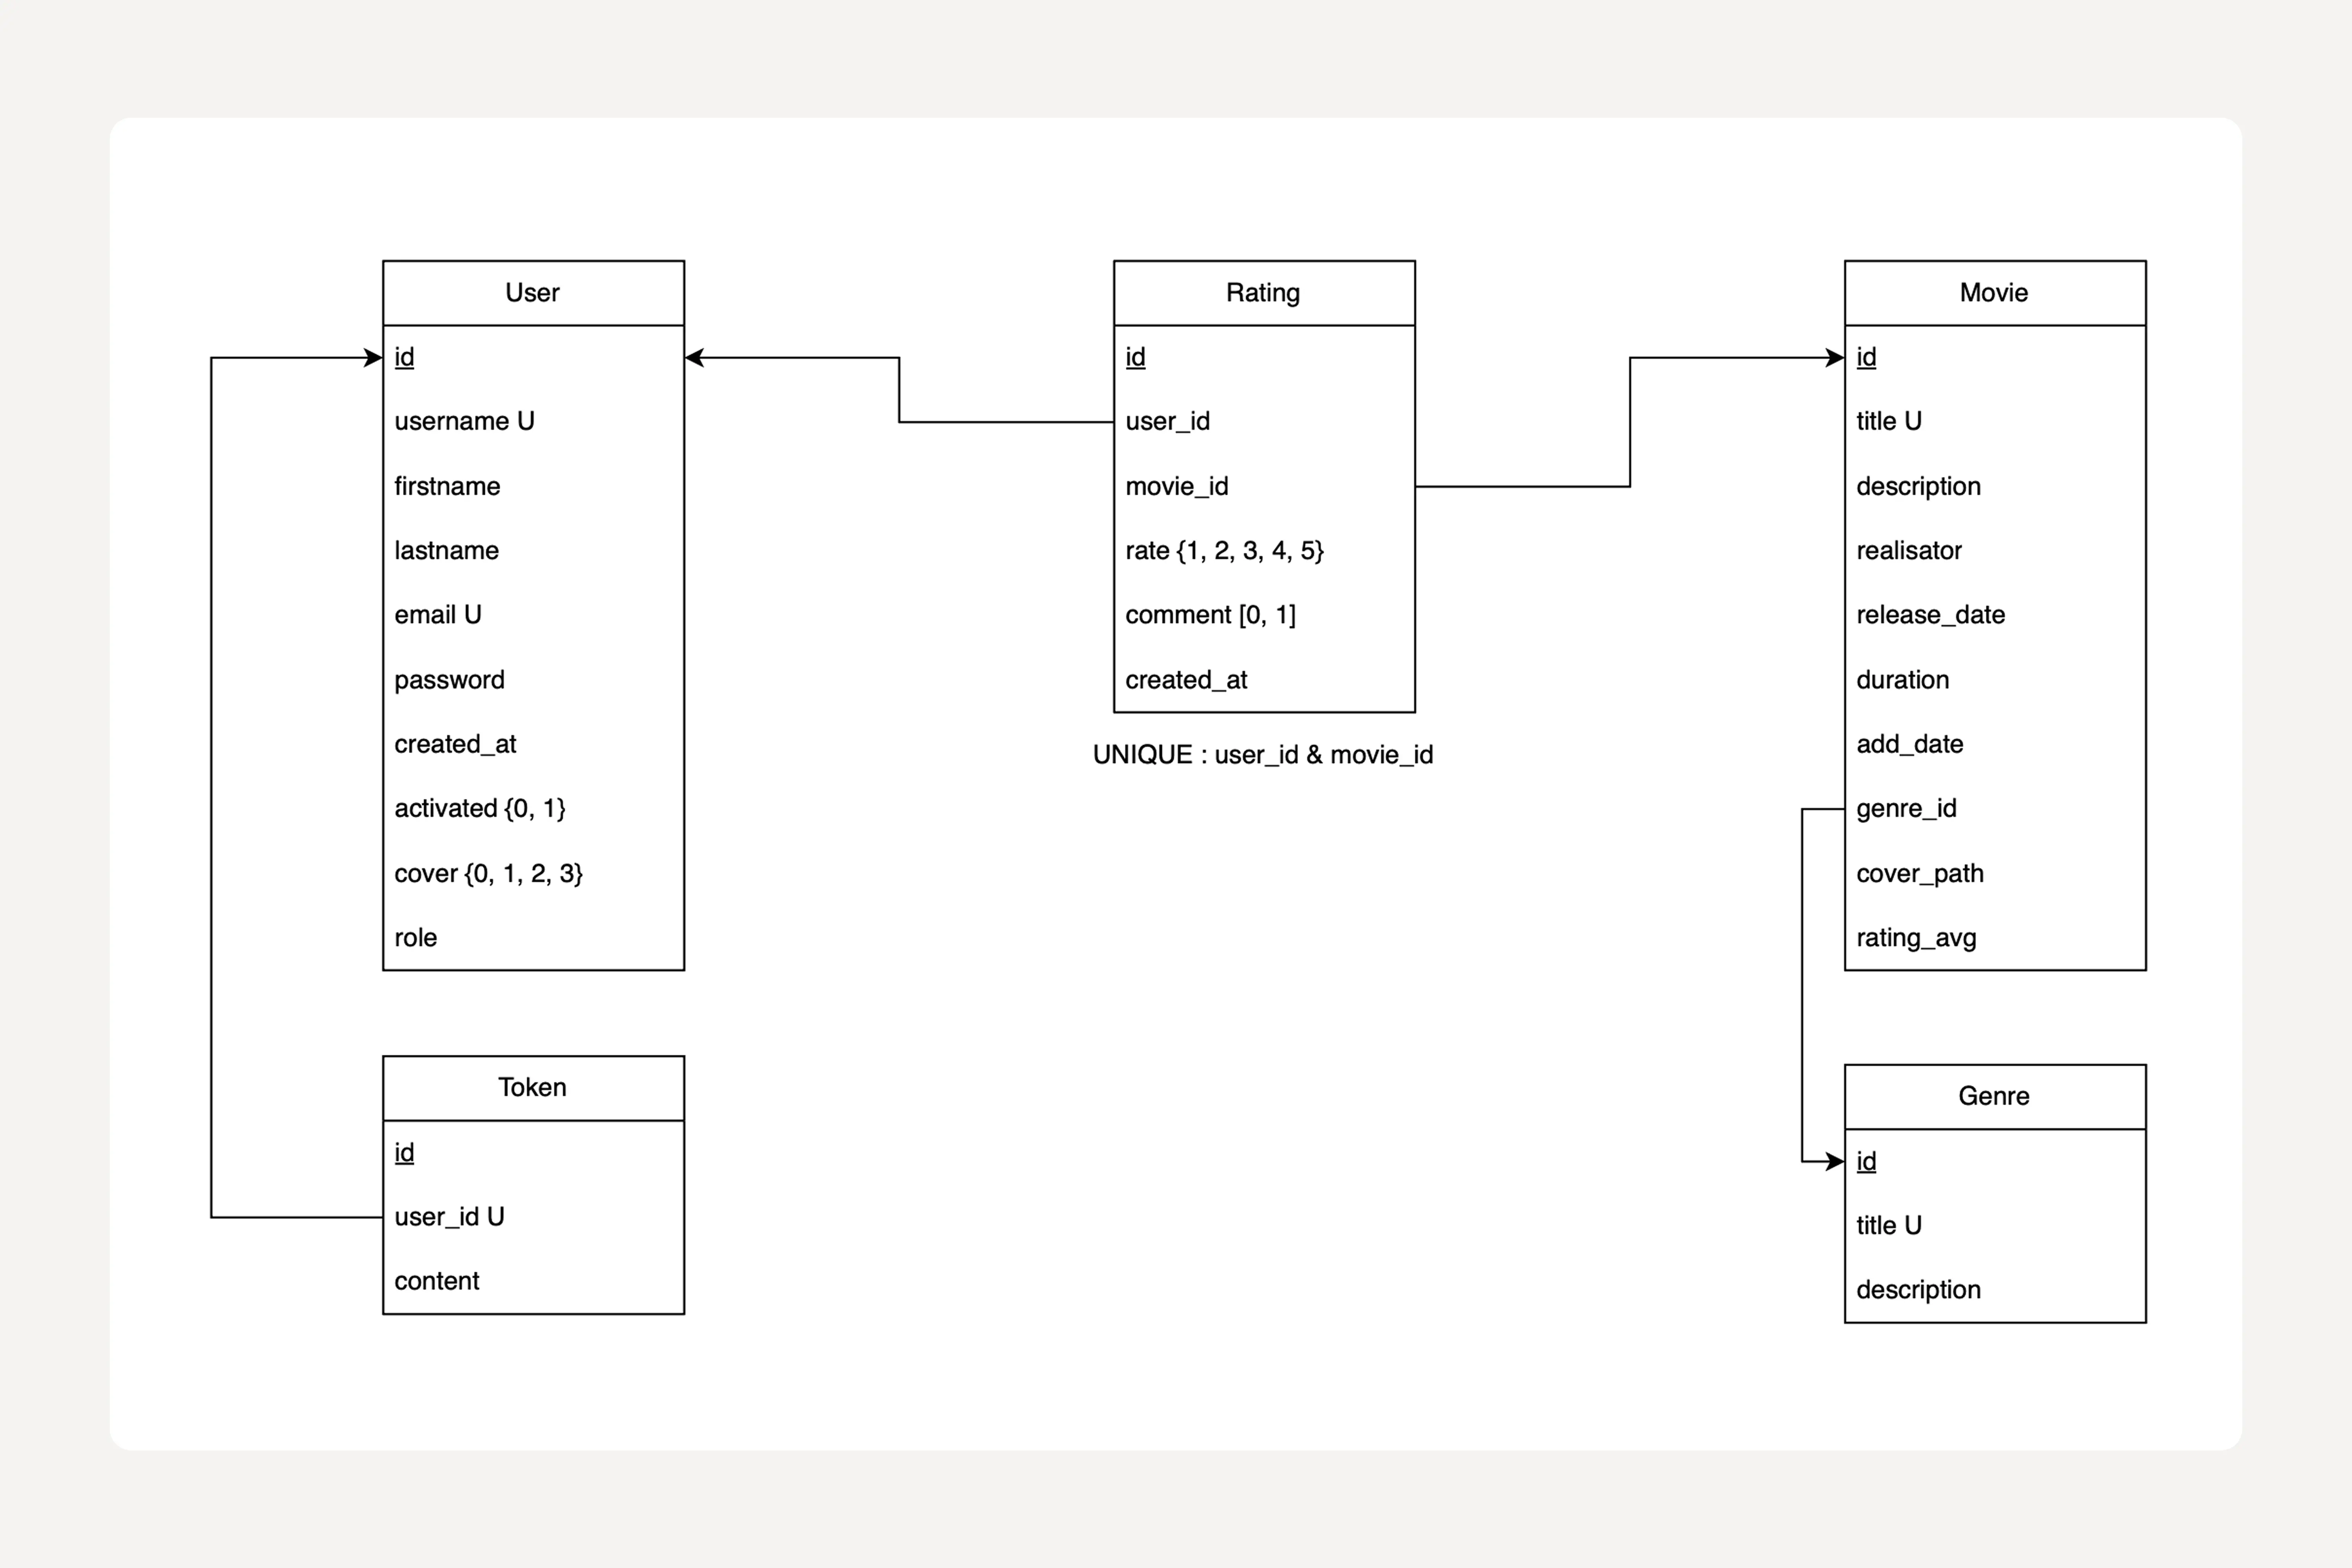 User
id
username U
firstname
lastname
email U
password
created_at
activated {0, 1}
cover {0, 1, 2, 3}
role
Token
id
user_id U
content
Rating
id
user_id
movie_id
rate {1, 2, 3, 4, 5}
comment [0, 1]
created_at
UNIQUE : user_id & movie_id
Movie
id
title U
description
realisator
release_date
duration
add_date
genre_id
cover_path
rating_avg
Genre
id
title U
description